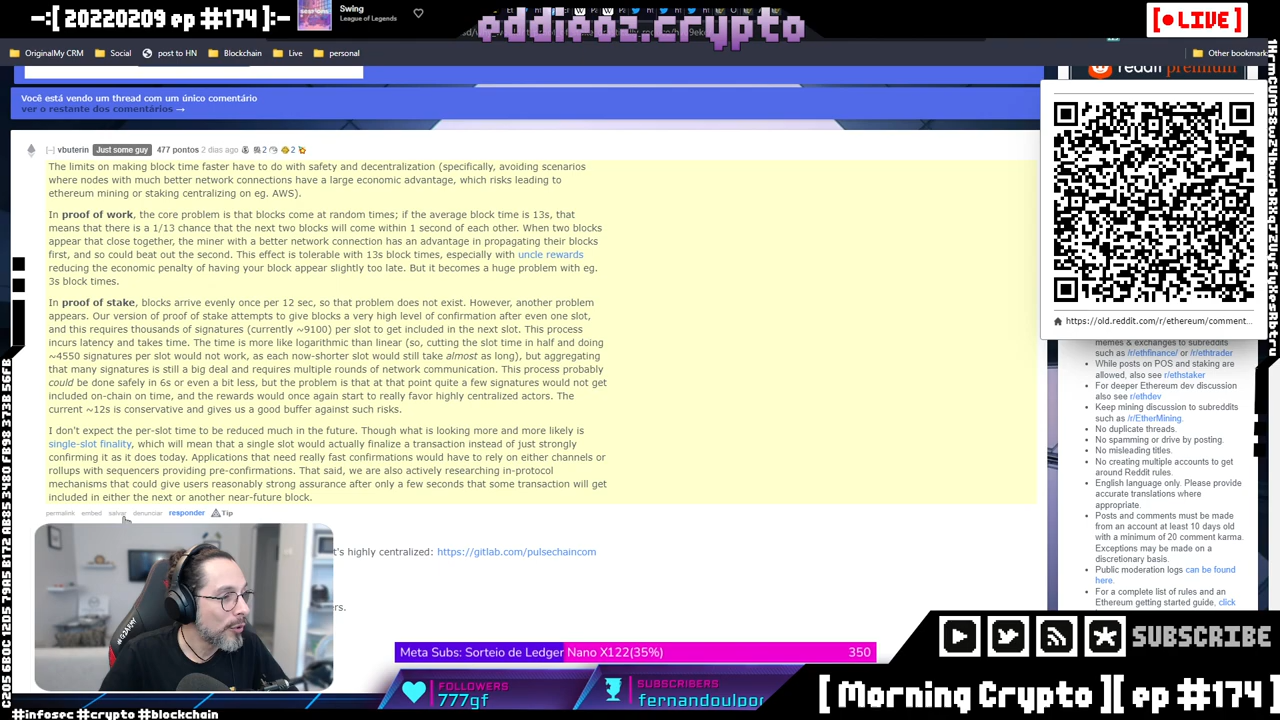 -:[ 20220209 ep #174 ]:-
Swing
League of Legends
eddieoz.crypto
[● LIVE]
OriginalMy CRM
Social
post to HN
Blockchain
Live
personal
Other bookmark
reddit premium
Você está vendo um thread com um único comentário
ver o restante dos comentários →
[–] vbuterin Just some guy 477 pontos 2 dias ago 2 2
The limits on making block time faster have to do with safety and decentralization (specifically, avoiding scenarios
where nodes with much better network connections have a large economic advantage, which risks leading to
ethereum mining or staking centralizing on eg. AWS).
In proof of work, the core problem is that blocks come at random times; if the average block time is 13s, that
means that there is a 1/13 chance that the next two blocks will come within 1 second of each other. When two blocks
appear that close together, the miner with a better network connection has an advantage in propagating their blocks
first, and so could beat out the second. This effect is tolerable with 13s block times, especially with uncle rewards
reducing the economic penalty of having your block appear slightly too late. But it becomes a huge problem with eg.
3s block times.
In proof of stake, blocks arrive evenly once per 12 sec, so that problem does not exist. However, another problem
appears. Our version of proof of stake attempts to give blocks a very high level of confirmation after even one slot,
and this requires thousands of signatures (currently ~9100) per slot to get included in the next slot. This process
incurs latency and takes time. The time is more like logarithmic than linear (so, cutting the slot time in half and doing
~4550 signatures per slot would not work, as each now-shorter slot would still take almost as long), but aggregating
that many signatures is still a big deal and requires multiple rounds of network communication. This process probably
could be done safely in 6s or even a bit less, but the problem is that at that point quite a few signatures would not get
included on-chain on time, and the rewards would once again start to really favor highly centralized actors. The
current ~12s is conservative and gives us a good buffer against such risks.
I don't expect the per-slot time to be reduced much in the future. Though what is looking more and more likely is
single-slot finality, which will mean that a single slot would actually finalize a transaction instead of just strongly
confirming it as it does today. Applications that need really fast confirmations would have to rely on either channels or
rollups with sequencers providing pre-confirmations. That said, we are also actively researching in-protocol
mechanisms that could give users reasonably strong assurance after only a few seconds that some transaction will get
included in either the next or another near-future block.
permalink embed salvar denunciar responder Tip
t's highly centralized: https://gitlab.com/pulsechaincom
rs.
https://old.reddit.com/r/ethereum/comment...
memes & exchanges to subreddits
such as /r/ethfinance/ or /r/ethtrader
While posts on POS and staking are
allowed, also see r/ethstaker
For deeper Ethereum dev discussion
also see r/ethdev
Keep mining discussion to subreddits
such as /r/EtherMining.
No duplicate threads.
No spamming or drive by posting.
No misleading titles.
No creating multiple accounts to get
around Reddit rules.
English language only. Please provide
accurate translations where
appropriate.
Posts and comments must be made
from an account at least 10 days old
with a minimum of 20 comment karma.
Exceptions may be made on a
discretionary basis.
Public moderation logs can be found
here.
For a complete list of rules and an
Ethereum getting started guide, click
SUBSCRIBE
Meta Subs: Sorteio de Ledger Nano X122(35%) 350
FOLLOWERS
777gf
SUBSCRIBERS
fernandoulpor
[ Morning Crypto ][ ep #174 ]
#infosec #crypto #blockchain